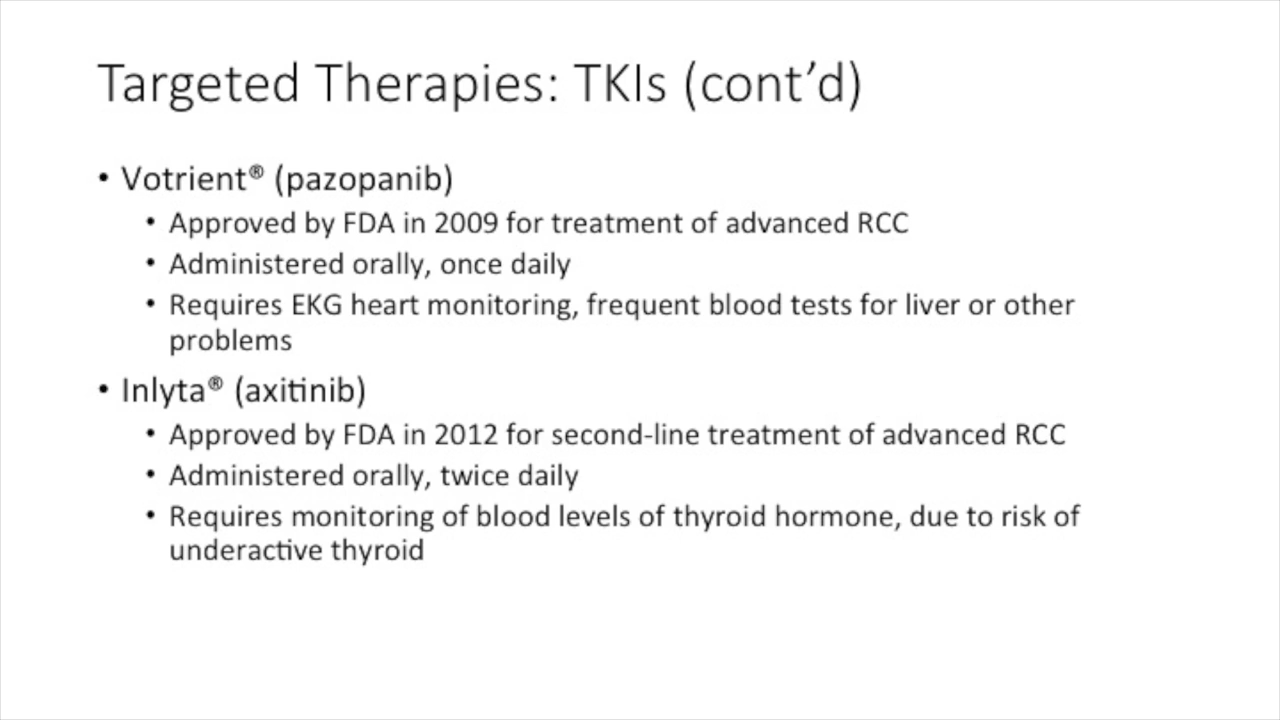 Targeted Therapies: TKIs (cont’d)
• Votrient® (pazopanib)
• Approved by FDA in 2009 for treatment of advanced RCC
• Administered orally, once daily
• Requires EKG heart monitoring, frequent blood tests for liver or other
problems
• Inlyta® (axitinib)
• Approved by FDA in 2012 for second-line treatment of advanced RCC
• Administered orally, twice daily
• Requires monitoring of blood levels of thyroid hormone, due to risk of
underactive thyroid